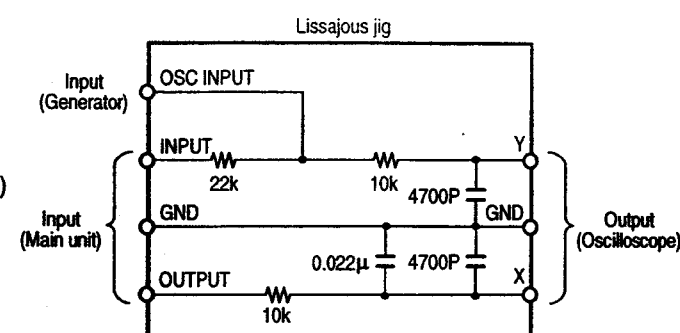 Lissajous jig
Input
(Generator)
OSC INPUT
INPUT
22k
10k
Y
4700P
)
Input
(Main unit)
GND
GND
Output
(Oscilloscope)
0.022μ
4700P
OUTPUT
10k
X